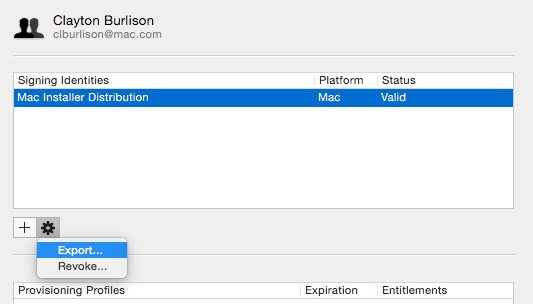 Clayton Burlison
clburlison@mac.com
Signing Identities Platform Status
Mac Installer Distribution Mac Valid
+
Export...
Revoke...
Provisioning Profiles Expiration Entitlements